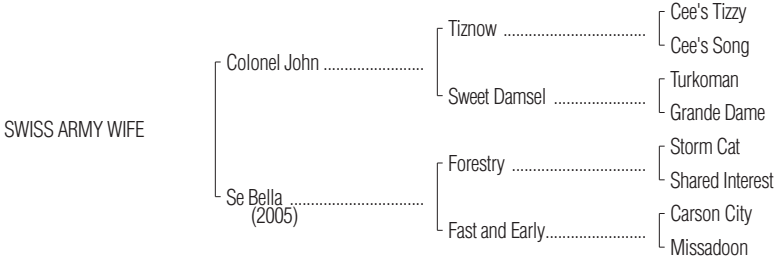 Cee's Tizzy
Tiznow ..............................
Cee's Song
Colonel John .....................
Turkoman
Sweet Damsel ...................
Grande Dame
SWISS ARMY WIFE
Storm Cat
Forestry ............................
Shared Interest
Se Bella ............................
(2005)
Carson City
Fast and Early.....................
Missadoon